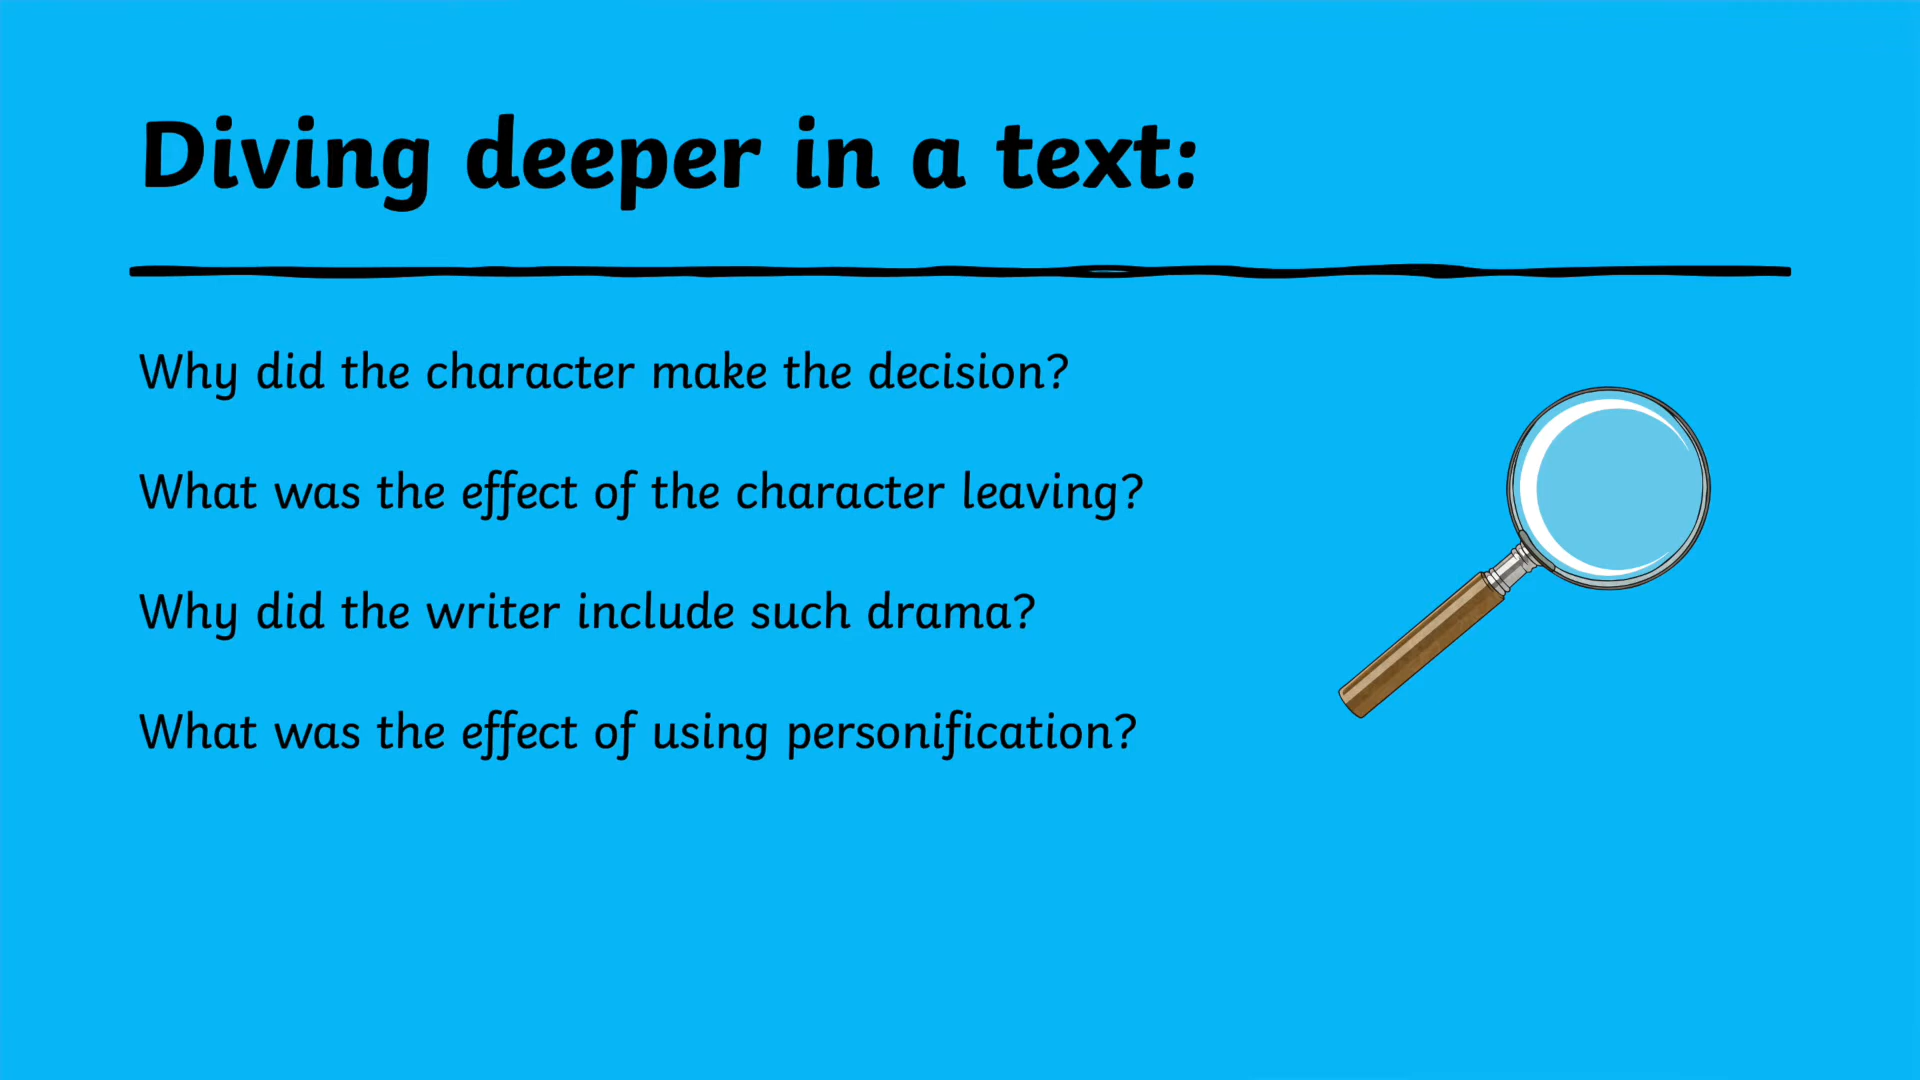 Diving deeper in a text:
Why did the character make the decision?
What was the effect of the character leaving?
Why did the writer include such drama?
What was the effect of using personification?